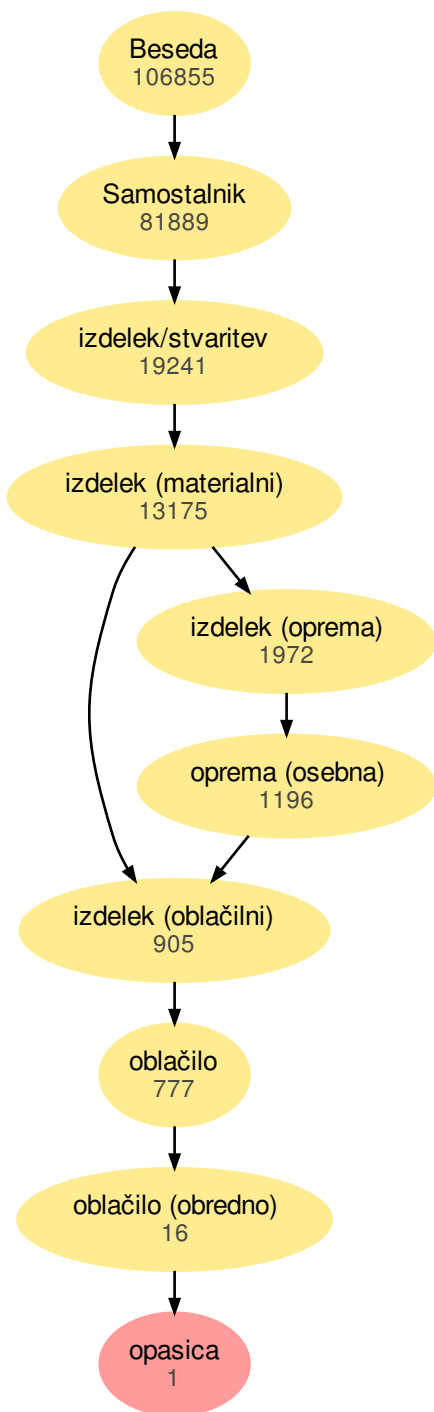 Beseda
106855
Samostalnik
81889
izdelek/stvaritev
19241
izdelek (materialni)
13175
izdelek (oprema)
1972
oprema (osebna)
1196
izdelek (oblačilni)
905
oblačilo
777
oblačilo (obredno)
16
opasica
1